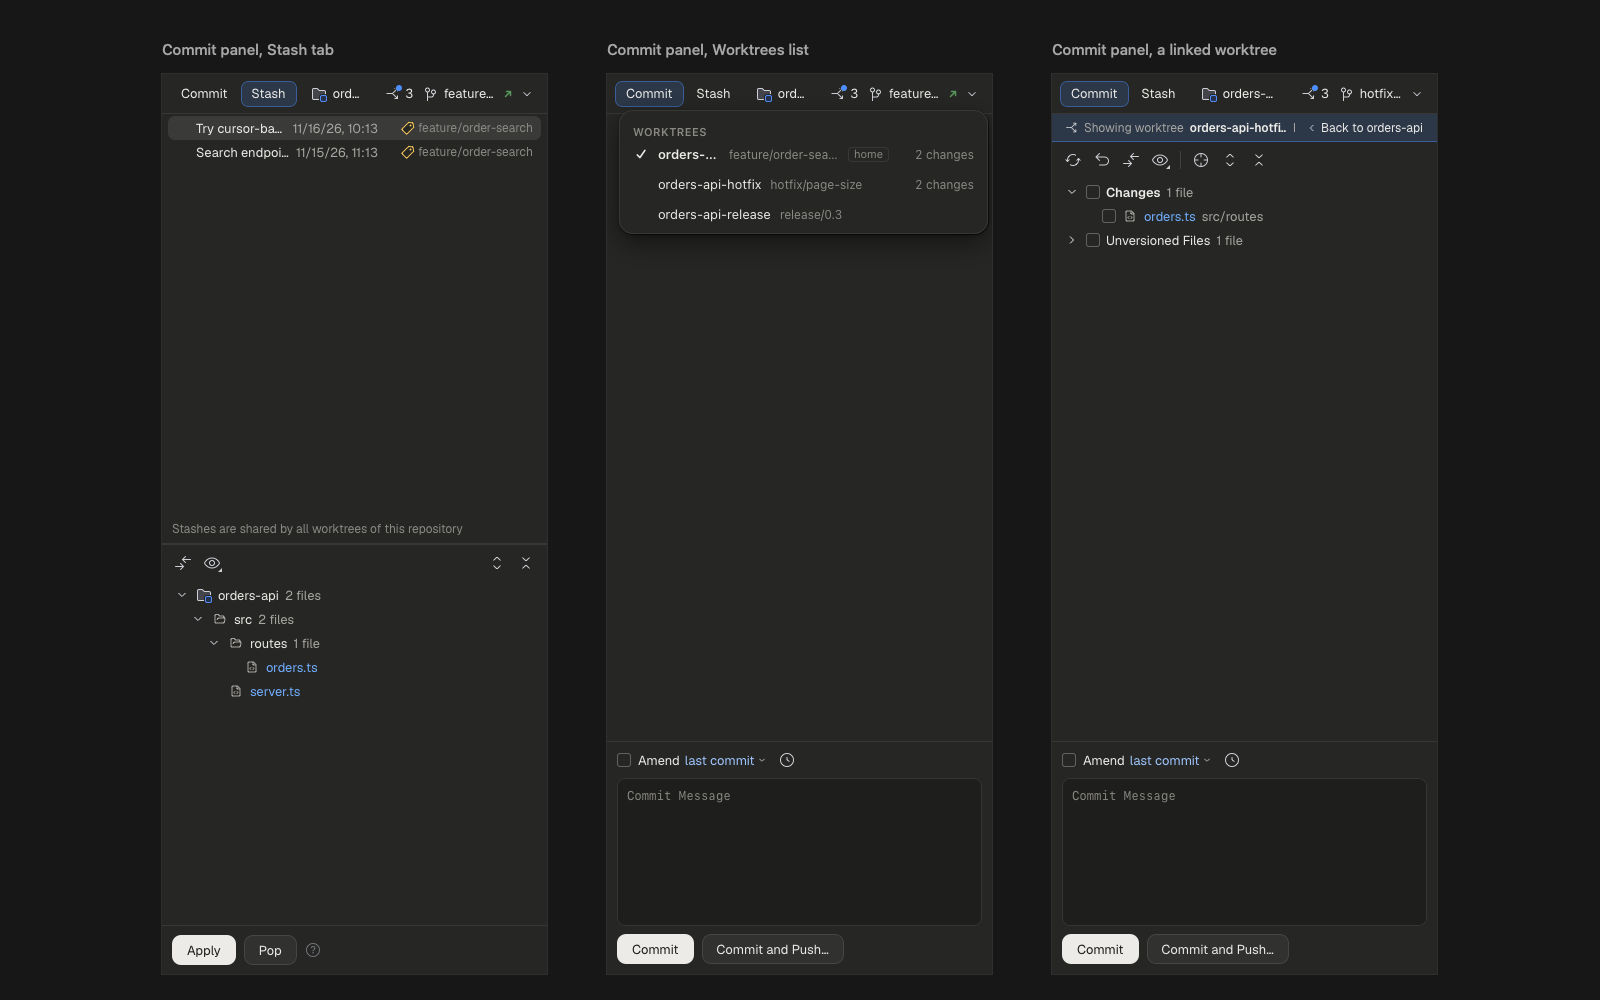 Commit panel, Stash tab
Commit Stash ord... 3 feature...
Try cursor-ba... 11/16/26, 10:13 feature/order-search
Search endpoi... 11/15/26, 11:13 feature/order-search
Stashes are shared by all worktrees of this repository
orders-api 2 files
src 2 files
routes 1 file
orders.ts
server.ts
Apply Pop ?
Commit panel, Worktrees list
Commit Stash ord... 3 feature...
WORKTREES
orders-... feature/order-sea... home 2 changes
orders-api-hotfix hotfix/page-size 2 changes
orders-api-release release/0.3
Amend last commit
Commit Message
Commit Commit and Push...
Commit panel, a linked worktree
Commit Stash orders-... 3 hotfix...
Showing worktree orders-api-hotfi.. Back to orders-api
Changes 1 file
orders.ts src/routes
Unversioned Files 1 file
Amend last commit
Commit Message
Commit Commit and Push...